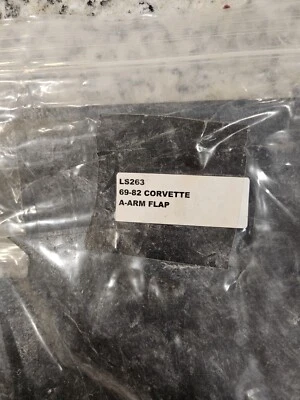 LS263
69-82 CORVETTE
A-ARM FLAP